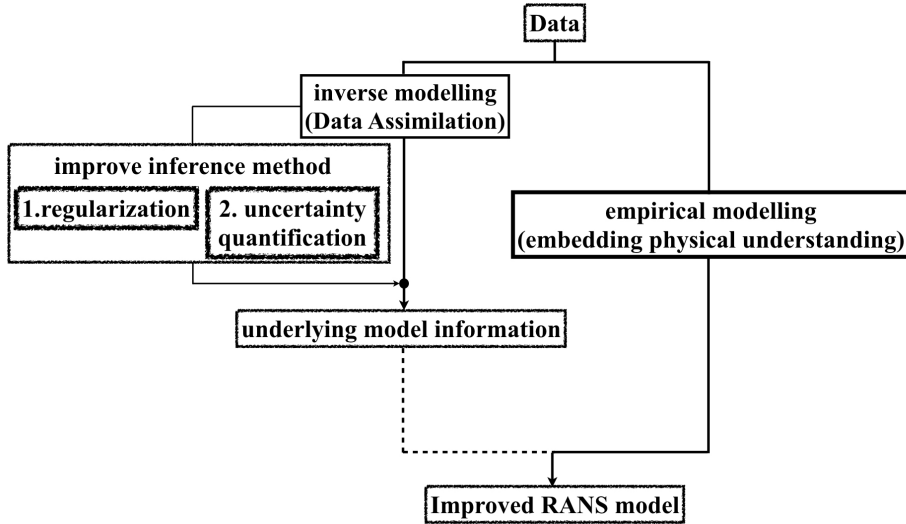 Data
inverse modelling
(Data Assimilation)
improve inference method
1.regularization
2. uncertainty
quantification
empirical modelling
(embedding physical understanding)
underlying model information
Improved RANS model